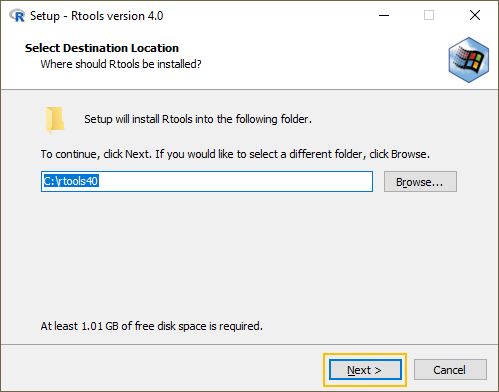 Setup - Rtools version 4.0
Select Destination Location
Where should Rtools be installed?
Setup will install Rtools into the following folder.
To continue, click Next. If you would like to select a different folder, click Browse.
C:\rtools40
Browse...
At least 1.01 GB of free disk space is required.
Next >
Cancel